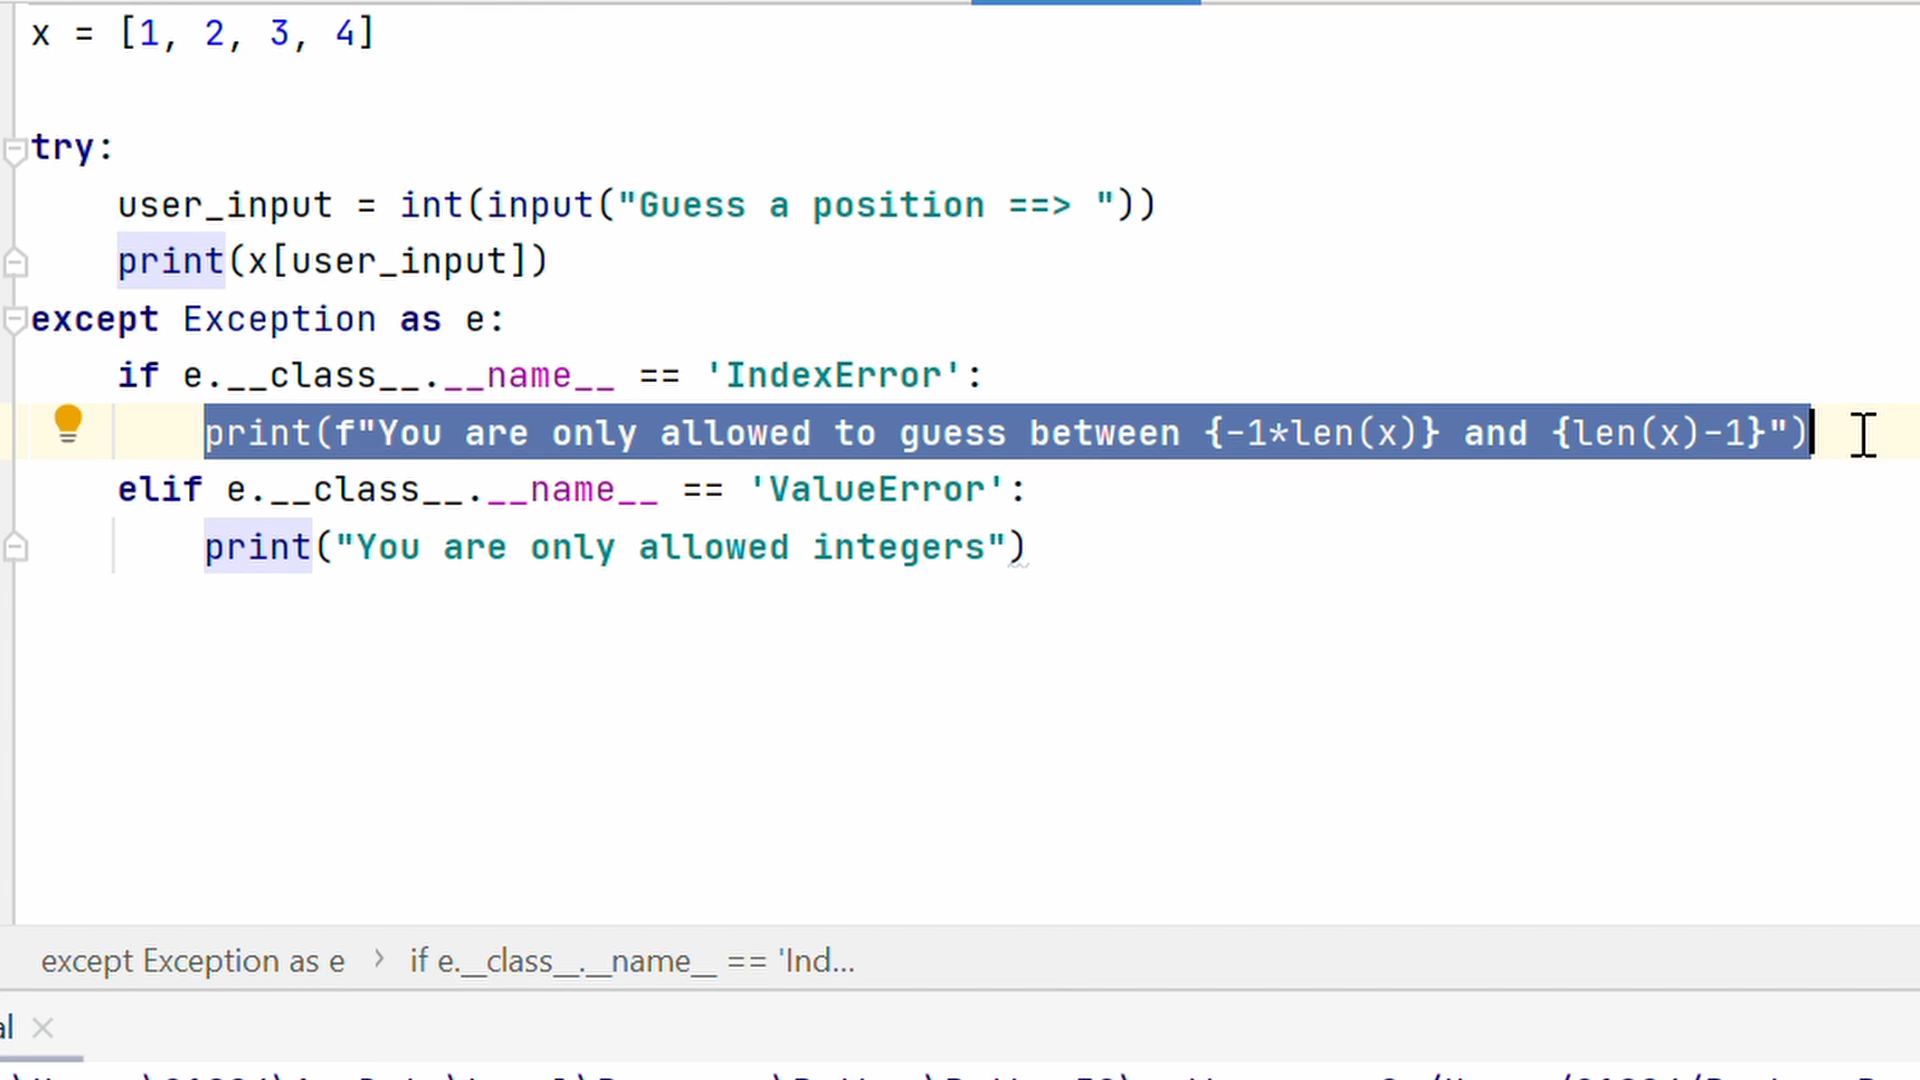 x = [1, 2, 3, 4]
try:
user_input = int(input("Guess a position ==> "))
print(x[user_input])
except Exception as e:
if e.__class__.__name__ == 'IndexError':
print(f"You are only allowed to guess between {-1*len(x)} and {len(x)-1}")
elif e.__class__.__name__ == 'ValueError':
print("You are only allowed integers")
except Exception as e › if e.__class__.__name__ == 'Ind...